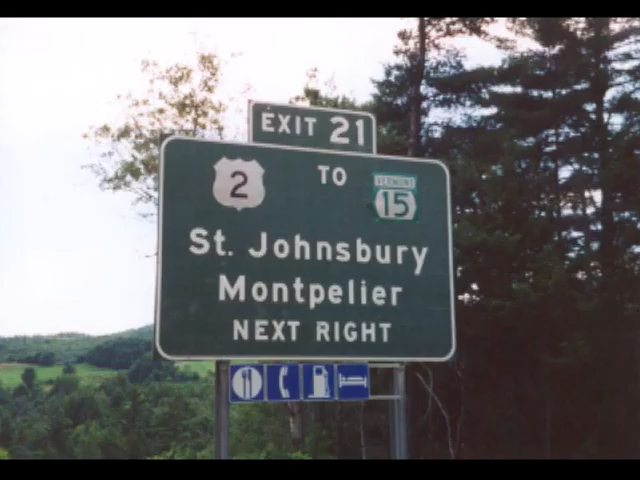 EXIT 21
2 TO VERMONT 15
St. Johnsbury
Montpelier
NEXT RIGHT